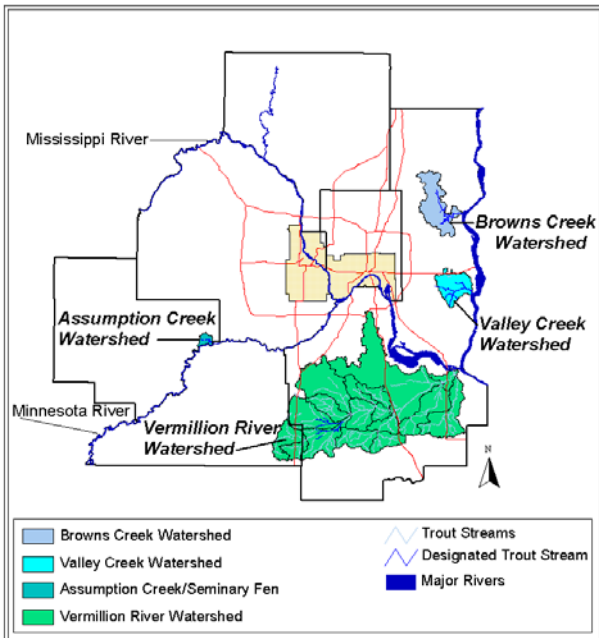 Mississippi River
Browns Creek
Watershed
Assumption Creek
Watershed
Valley Creek
Watershed
Minnesota River
Vermillion River
Watershed
N
Browns Creek Watershed
Valley Creek Watershed
Assumption Creek/Seminary Fen
Vermillion River Watershed
Trout Streams
Designated Trout Stream
Major Rivers